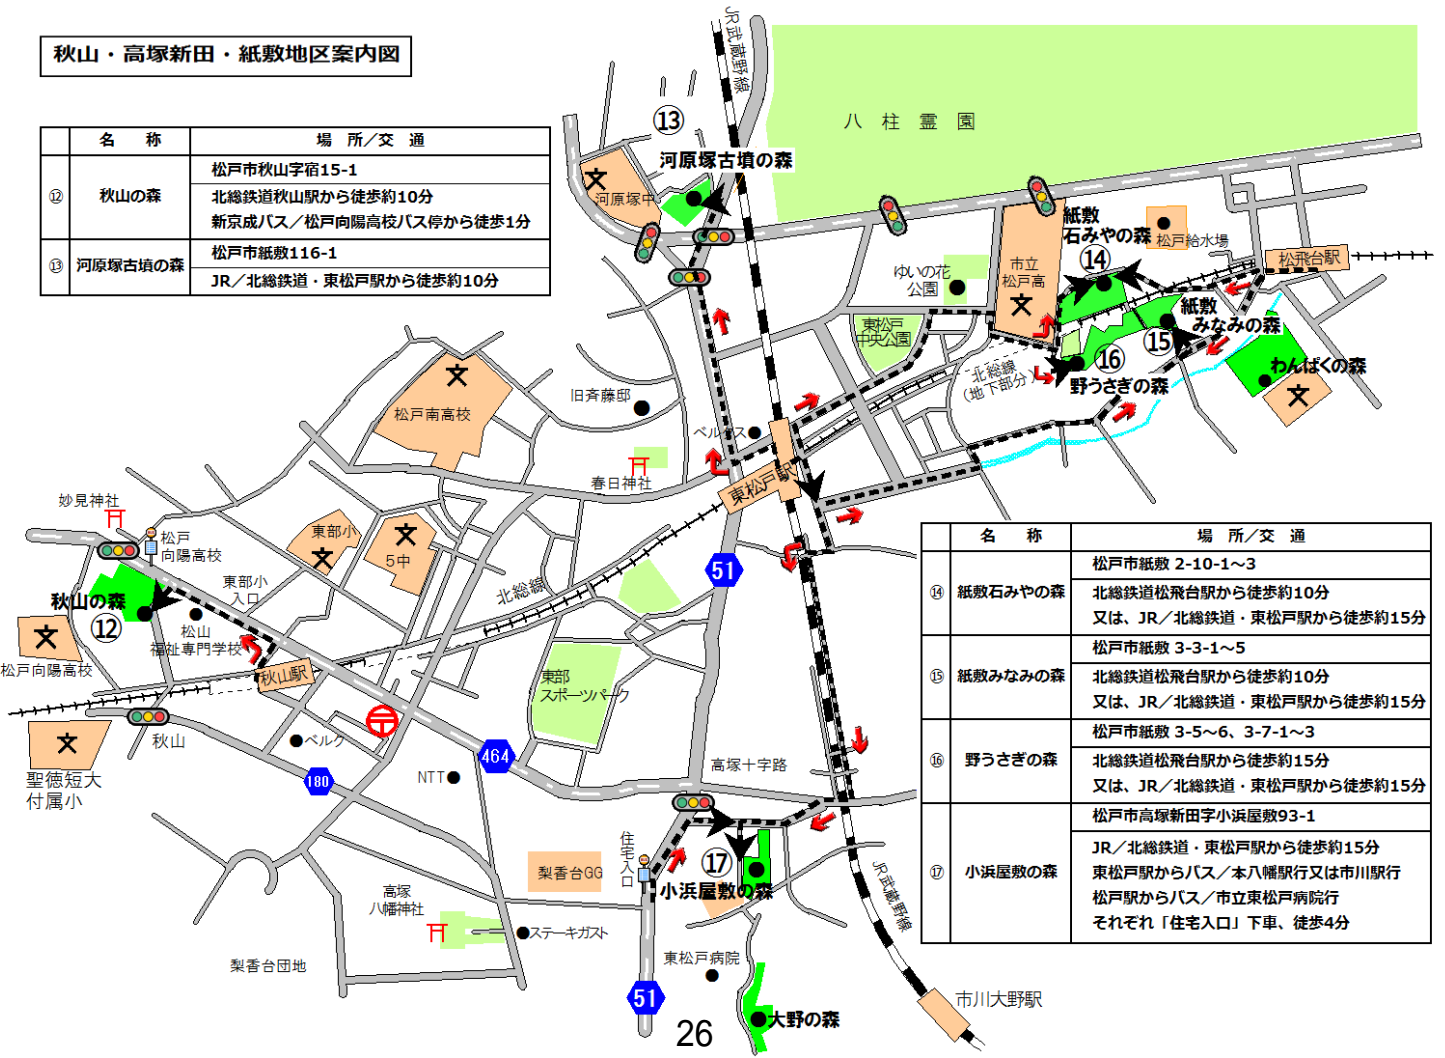 秋山・高塚新田・紙敷地区案内図
名　称
場　所／交　通
⑫
秋山の森
松戸市秋山字宿15-1
北総鉄道秋山駅から徒歩約10分
新京成バス／松戸向陽高校バス停から徒歩1分
⑬
河原塚古墳の森
松戸市紙敷116-1
JR／北総鉄道・東松戸駅から徒歩約10分
JR武蔵野線
八　柱　霊　園
⑬
河原塚古墳の森
河原塚中
紙敷
石みやの森
⑭
松戸給水場
松飛台駅
市立
松戸高
ゆいの花
公園
東松戸
中央公園
紙敷
みなみの森
⑮
⑯
野うさぎの森
わんぱくの森
北総線
（地下部分）
旧斉藤邸
松戸南高校
ベルクス
春日神社
東松戸駅
妙見神社
松戸
向陽高校
東部小
5中
東部小
入口
北総線
51
秋山の森
⑫
松山
福祉専門学校
松戸向陽高校
秋山駅
東部
スポーツパーク
秋山
ベルク
464
180
NTT
聖徳短大
付属小
高塚十字路
住宅入口
梨香台GG
⑰
小浜屋敷の森
高塚
八幡神社
ステーキガスト
梨香台団地
東松戸病院
51
大野の森
JR武蔵野線
市川大野駅
名　称
場　所／交　通
⑭
紙敷石みやの森
松戸市紙敷 2-10-1～3
北総鉄道松飛台駅から徒歩約10分
又は、JR／北総鉄道・東松戸駅から徒歩約15分
⑮
紙敷みなみの森
松戸市紙敷 3-3-1～5
北総鉄道松飛台駅から徒歩約10分
又は、JR／北総鉄道・東松戸駅から徒歩約15分
⑯
野うさぎの森
松戸市紙敷 3-5～6、3-7-1～3
北総鉄道松飛台駅から徒歩約15分
又は、JR／北総鉄道・東松戸駅から徒歩約15分
⑰
小浜屋敷の森
松戸市高塚新田字小浜屋敷93-1
JR／北総鉄道・東松戸駅から徒歩約15分
東松戸駅からバス／本八幡駅行又は市川駅行
松戸駅からバス／市立東松戸病院行
それぞれ「住宅入口」下車、徒歩4分
26